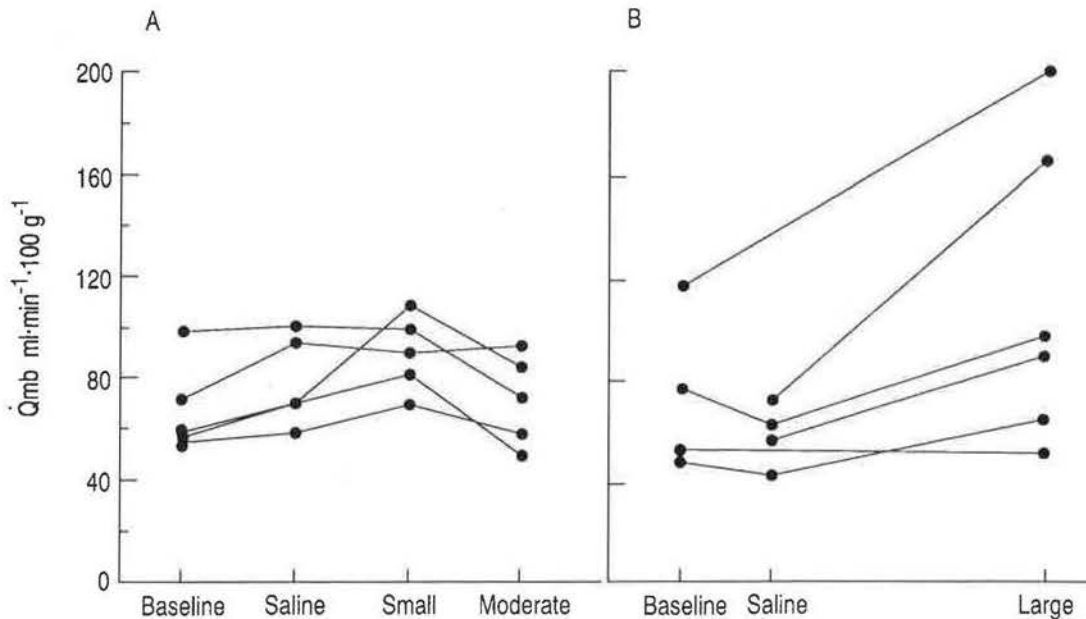 A
B
200
160
120
80
40
0
Q̇mb ml·min⁻¹·100 g⁻¹
Baseline Saline Small Moderate
Baseline Saline Large